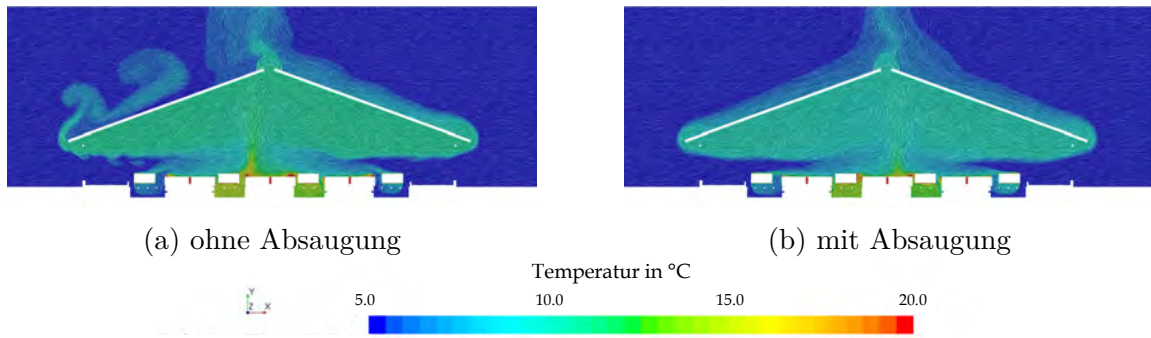 (a) ohne Absaugung
(b) mit Absaugung
Temperatur in °C
5.0 10.0 15.0 20.0
Y
Z X